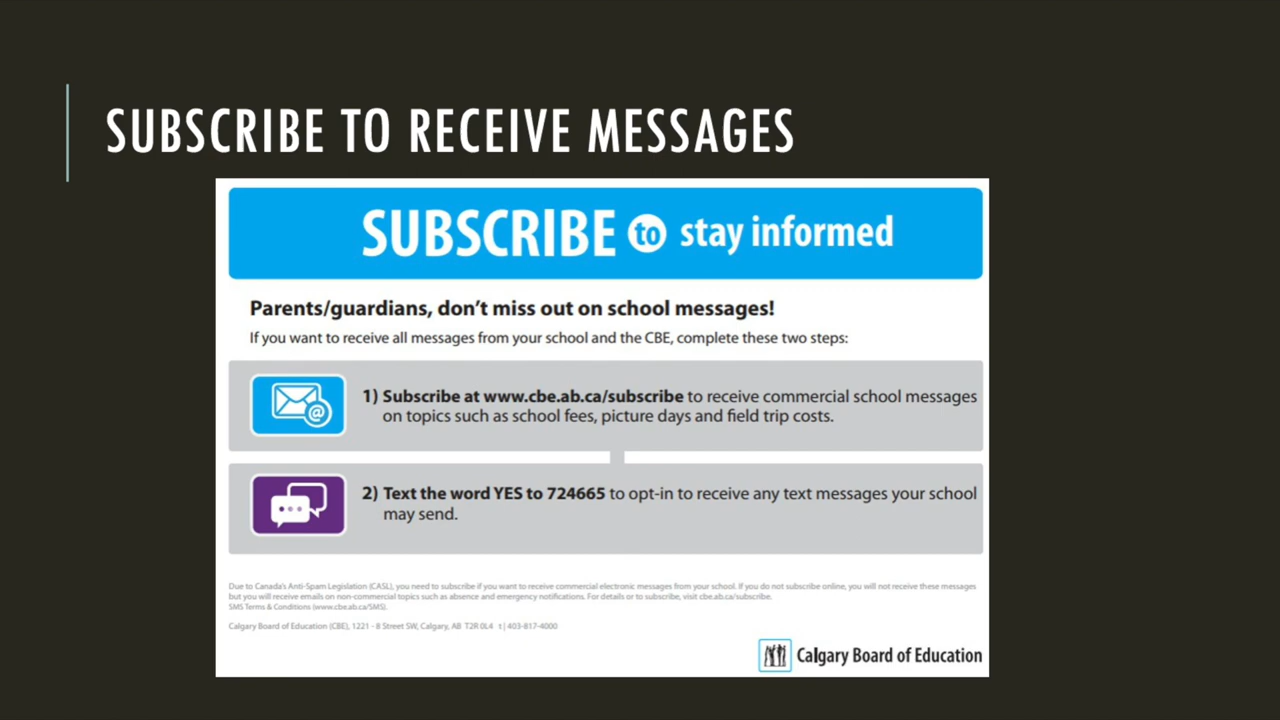 SUBSCRIBE TO RECEIVE MESSAGES
SUBSCRIBE to stay informed
Parents/guardians, don't miss out on school messages!
If you want to receive all messages from your school and the CBE, complete these two steps:
1) Subscribe at www.cbe.ab.ca/subscribe to receive commercial school messages
on topics such as school fees, picture days and field trip costs.
2) Text the word YES to 724665 to opt-in to receive any text messages your school
may send.
Due to Canada's Anti-Spam Legislation (CASL), you need to subscribe if you want to receive commercial electronic messages from your school. If you do not subscribe online, you will not receive these messages
but you will receive emails on non-commercial topics such as absence and emergency notifications. For details or to subscribe, visit cbe.ab.ca/subscribe.
SMS Terms & Conditions (www.cbe.ab.ca/SMS).
Calgary Board of Education (CBE), 1221 - 8 Street SW, Calgary, AB T2R 0L4 t | 403-817-4000
Calgary Board of Education